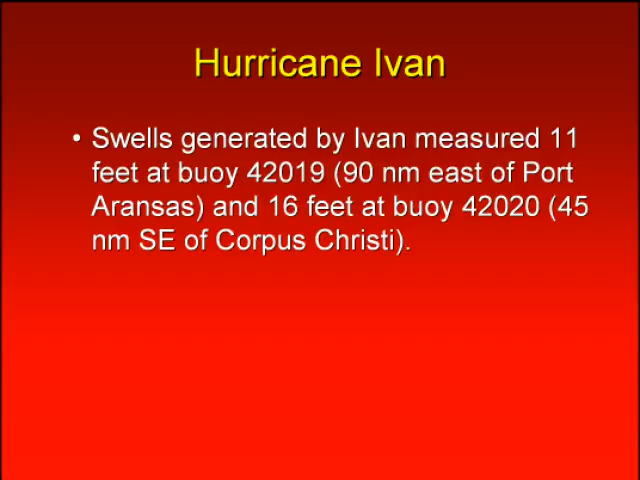 Hurricane Ivan
• Swells generated by Ivan measured 11
feet at buoy 42019 (90 nm east of Port
Aransas) and 16 feet at buoy 42020 (45
nm SE of Corpus Christi).